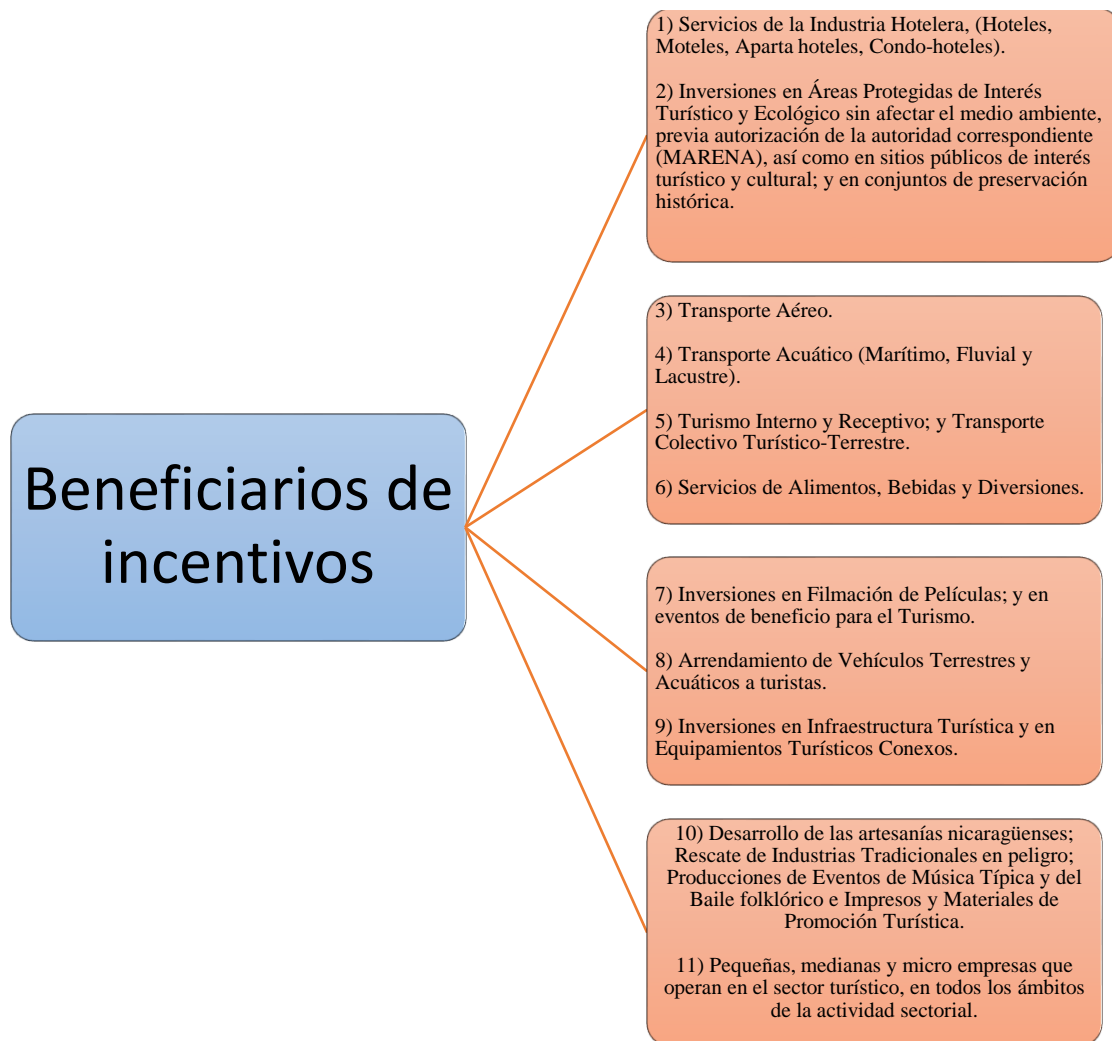 Beneficiarios de
incentivos
1) Servicios de la Industria Hotelera, (Hoteles,
Moteles, Aparta hoteles, Condo-hoteles).
2) Inversiones en Áreas Protegidas de Interés
Turístico y Ecológico sin afectar el medio ambiente,
previa autorización de la autoridad correspondiente
(MARENA), así como en sitios públicos de interés
turístico y cultural; y en conjuntos de preservación
histórica.
3) Transporte Aéreo.
4) Transporte Acuático (Marítimo, Fluvial y
Lacustre).
5) Turismo Interno y Receptivo; y Transporte
Colectivo Turístico-Terrestre.
6) Servicios de Alimentos, Bebidas y Diversiones.
7) Inversiones en Filmación de Películas; y en
eventos de beneficio para el Turismo.
8) Arrendamiento de Vehículos Terrestres y
Acuáticos a turistas.
9) Inversiones en Infraestructura Turística y en
Equipamientos Turísticos Conexos.
10) Desarrollo de las artesanías nicaragüenses;
Rescate de Industrias Tradicionales en peligro;
Producciones de Eventos de Música Típica y del
Baile folklórico e Impresos y Materiales de
Promoción Turística.
11) Pequeñas, medianas y micro empresas que
operan en el sector turístico, en todos los ámbitos
de la actividad sectorial.